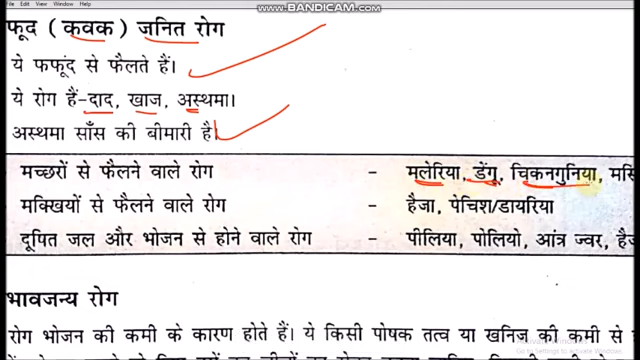 www.BANDICAM.com
फूद ( कवक ) जनित रोग
ये फफूंद से फैलते हैं।
ये रोग हैं-दाद, खाज, अस्थमा।
अस्थमा साँस की बीमारी है
मच्छरों से फैलने वाले रोग - मलेरिया, डेंगू, चिकनगुनिया,
मक्खियों से फैलने वाले रोग - हैजा, पेचिश/डायरिया
दूषित जल और भोजन से होने वाले रोग - पीलिया, पोलियो, आंत्र ज्वर,
भावजन्य रोग
रोग भोजन की कमी के कारण होते हैं। ये किसी पोषक तत्व या खनिज की कमी से